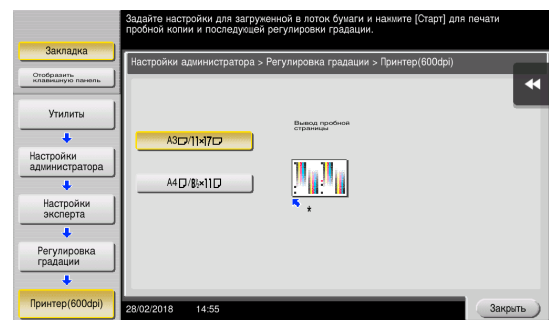 Задайте настройки для загруженной в лоток бумаги и нажмите [Старт] для печати
пробной копии и последующей регулировки градации.
Закладка
Отобразить
клавишную панель
Утилиты
Настройки
администратора
Настройки
эксперта
Регулировка
градации
Принтер(600dpi)
Настройки администратора > Регулировка градации > Принтер(600dpi)
A3/11×17
A4/8½×11
Вывод пробной
страницы
*
28/02/2018 14:55
Закрыть